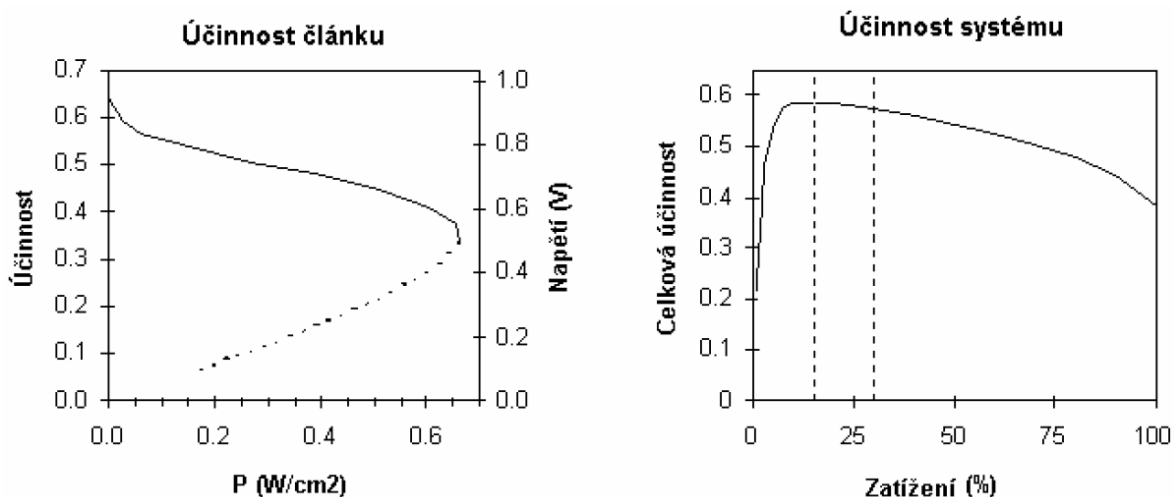 Účinnost článku
0.7
0.6
0.5
0.4
0.3
0.2
0.1
0.0
Účinnost
1.0
0.8
0.6
0.4
0.2
0.0
Napětí (V)
0.0 0.2 0.4 0.6
P (W/cm2)
Účinnost systému
0.6
0.5
0.4
0.3
0.2
0.1
0
Celková účinnost
0 25 50 75 100
Zatížení (%)